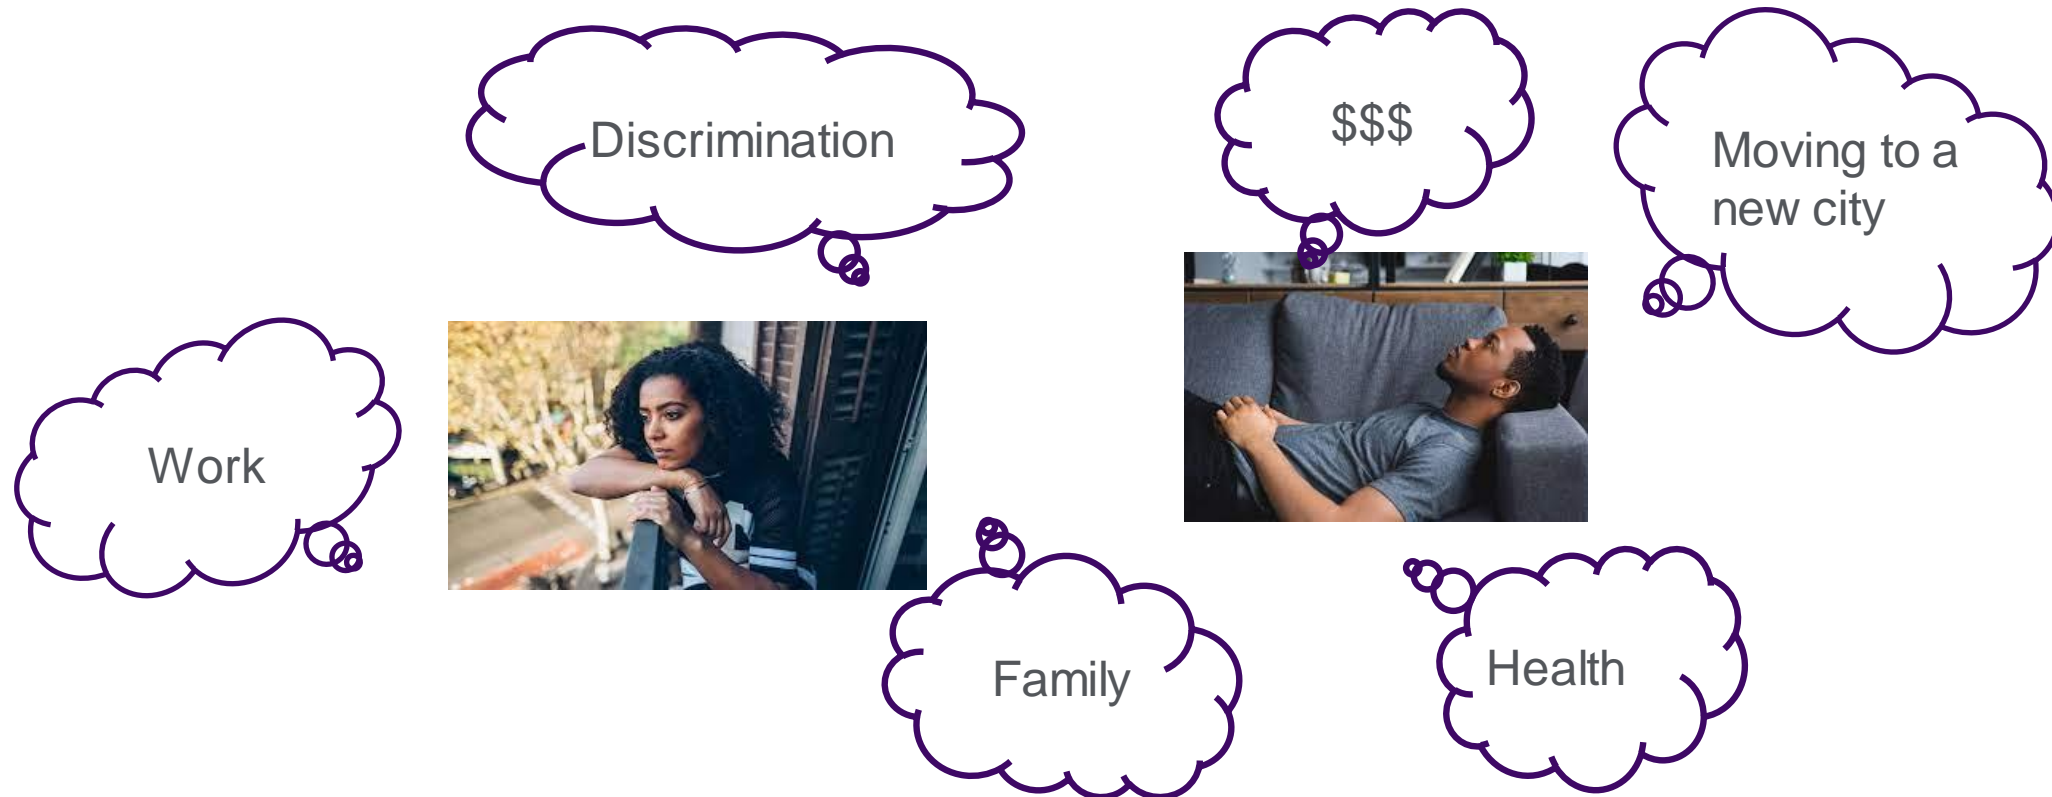 Discrimination
$$$
Moving to a
new city
Work
Family
Health